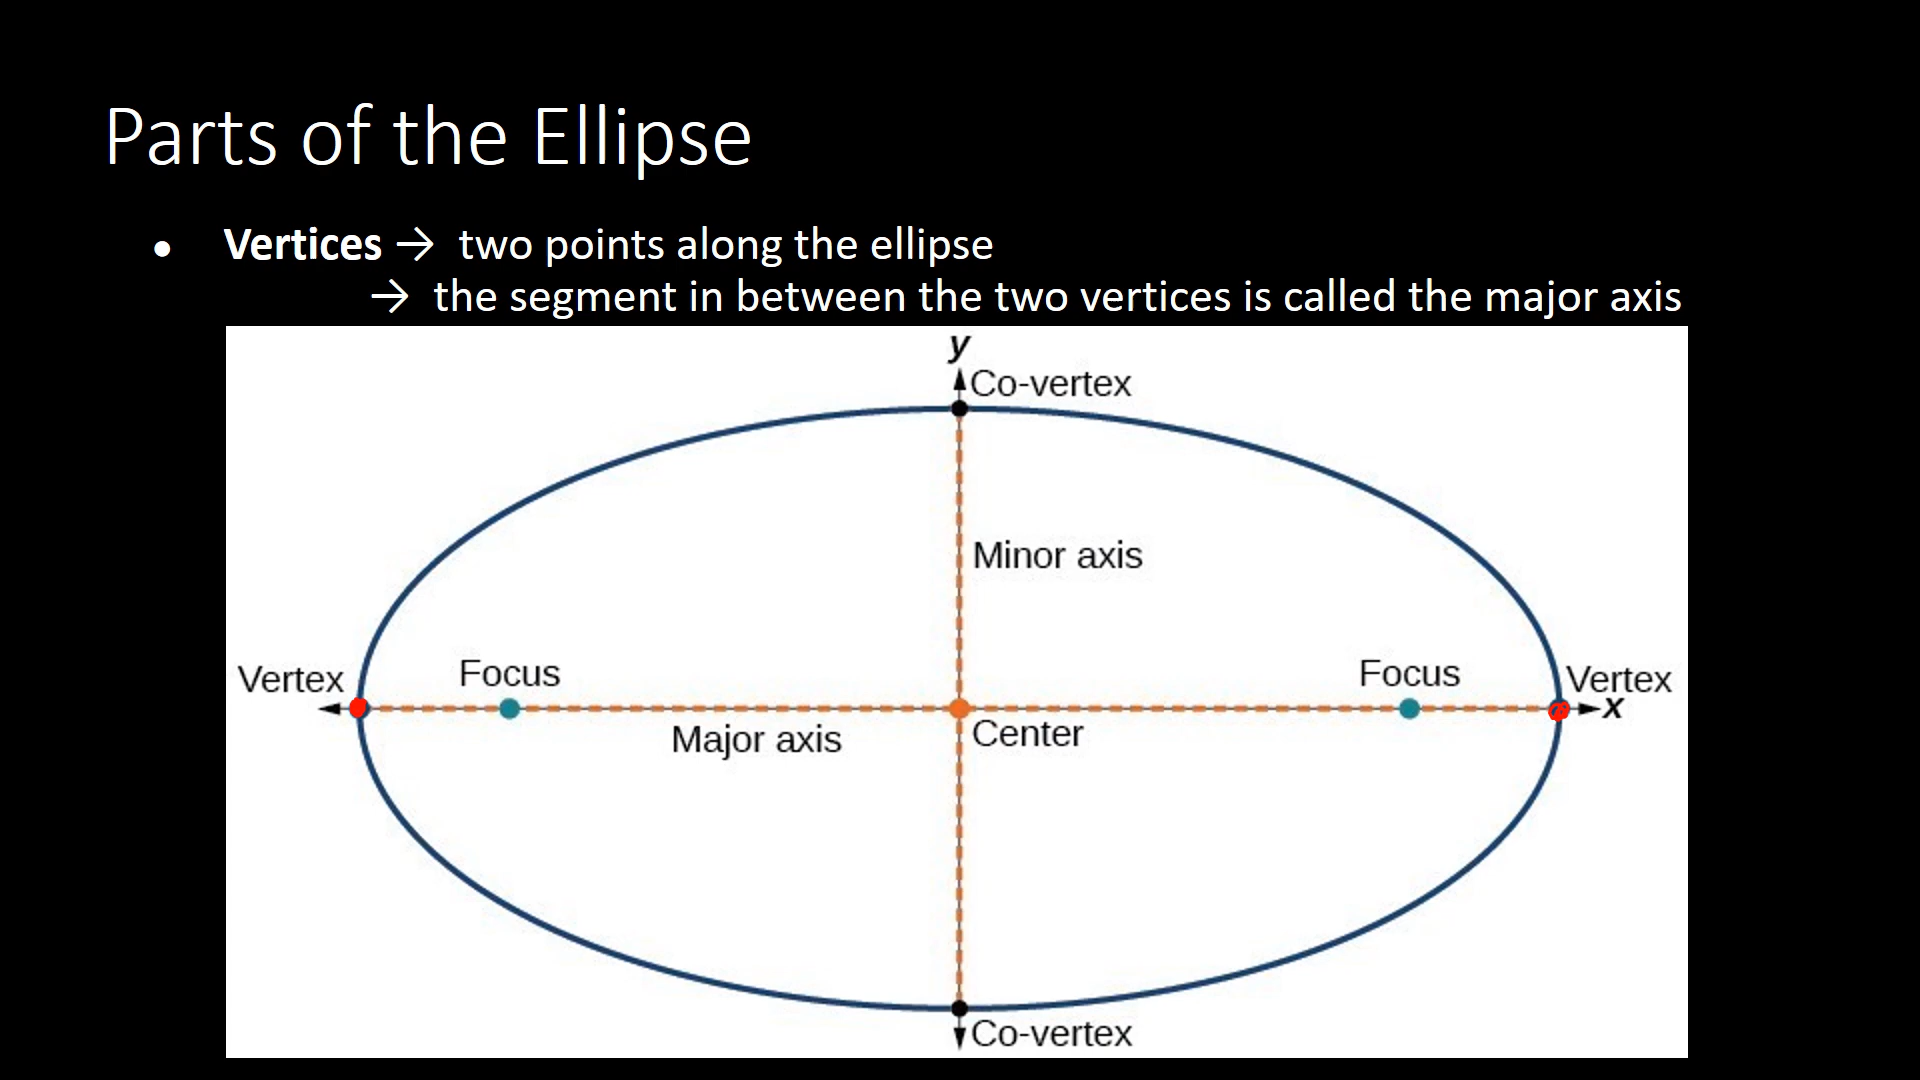 Parts of the Ellipse
● Vertices → two points along the ellipse
→ the segment in between the two vertices is called the major axis
y
Co-vertex
Minor axis
Vertex
Focus
Focus
Vertex
x
Major axis
Center
Co-vertex